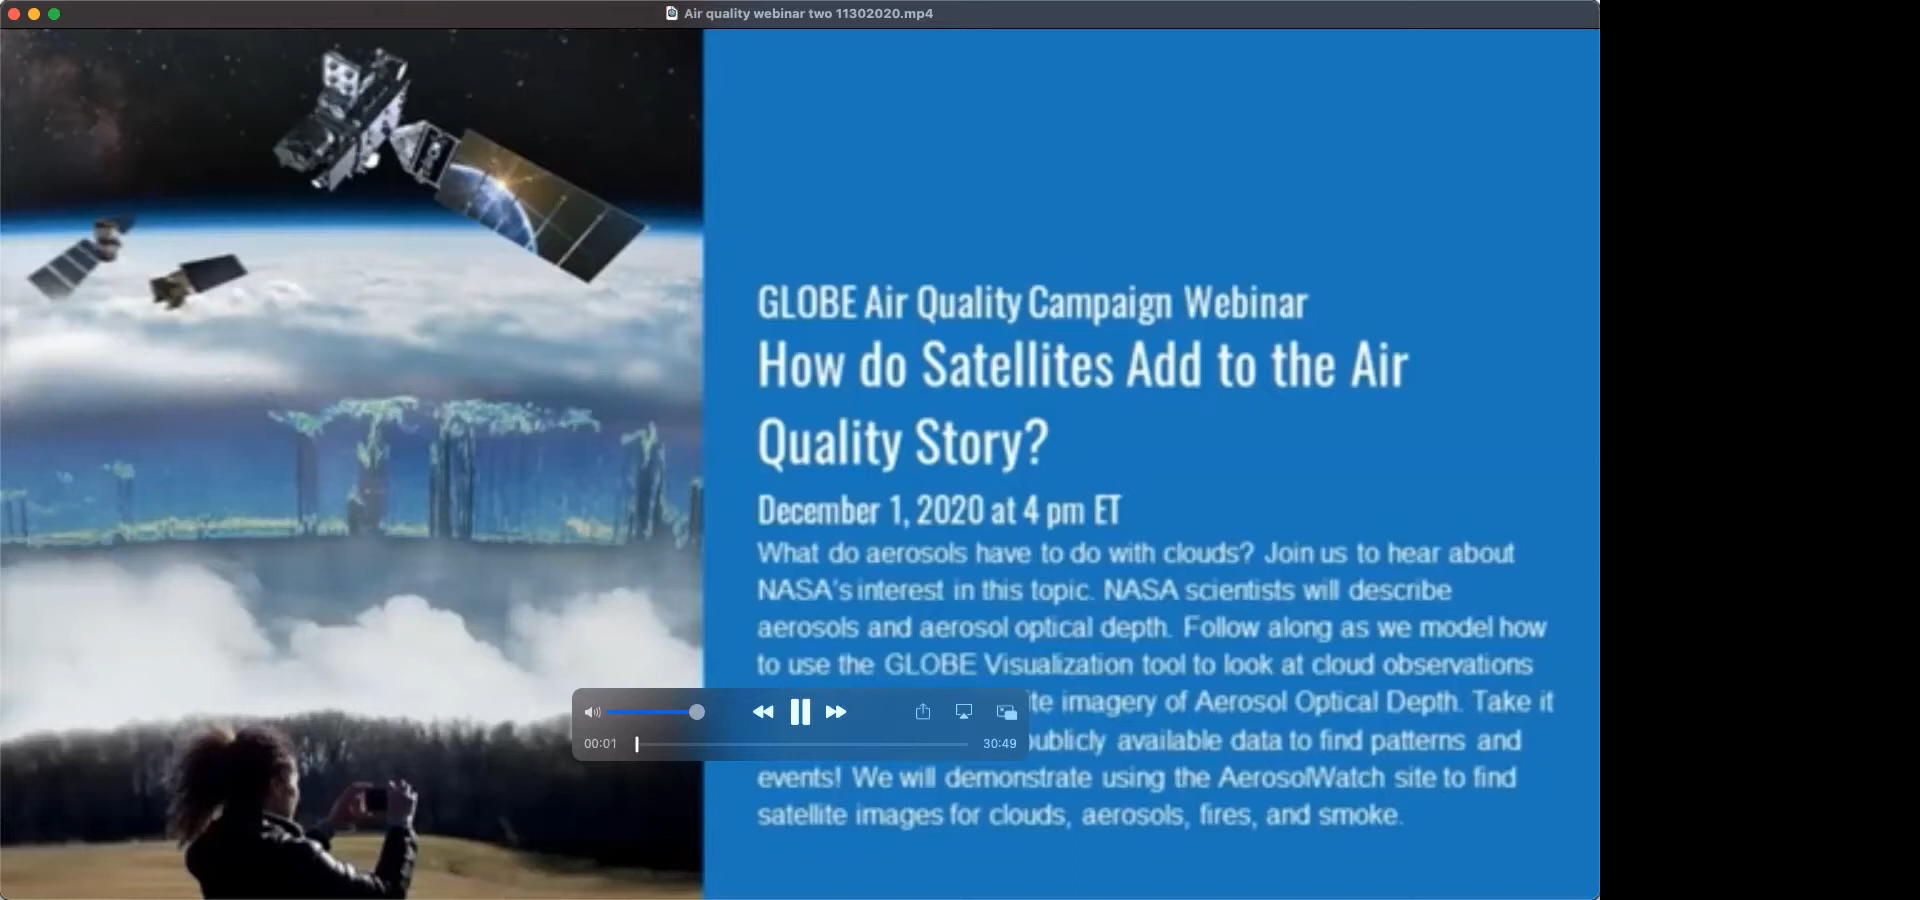 Air quality webinar two 11302020.mp4
GLOBE Air Quality Campaign Webinar
How do Satellites Add to the Air
Quality Story?
December 1, 2020 at 4 pm ET
What do aerosols have to do with clouds? Join us to hear about
NASA's interest in this topic. NASA scientists will describe
aerosols and aerosol optical depth. Follow along as we model how
to use the GLOBE Visualization tool to look at cloud observations
imagery of Aerosol Optical Depth. Take it
publicly available data to find patterns and
00:01
30:49
events! We will demonstrate using the AerosolWatch site to find
satellite images for clouds, aerosols, fires, and smoke.